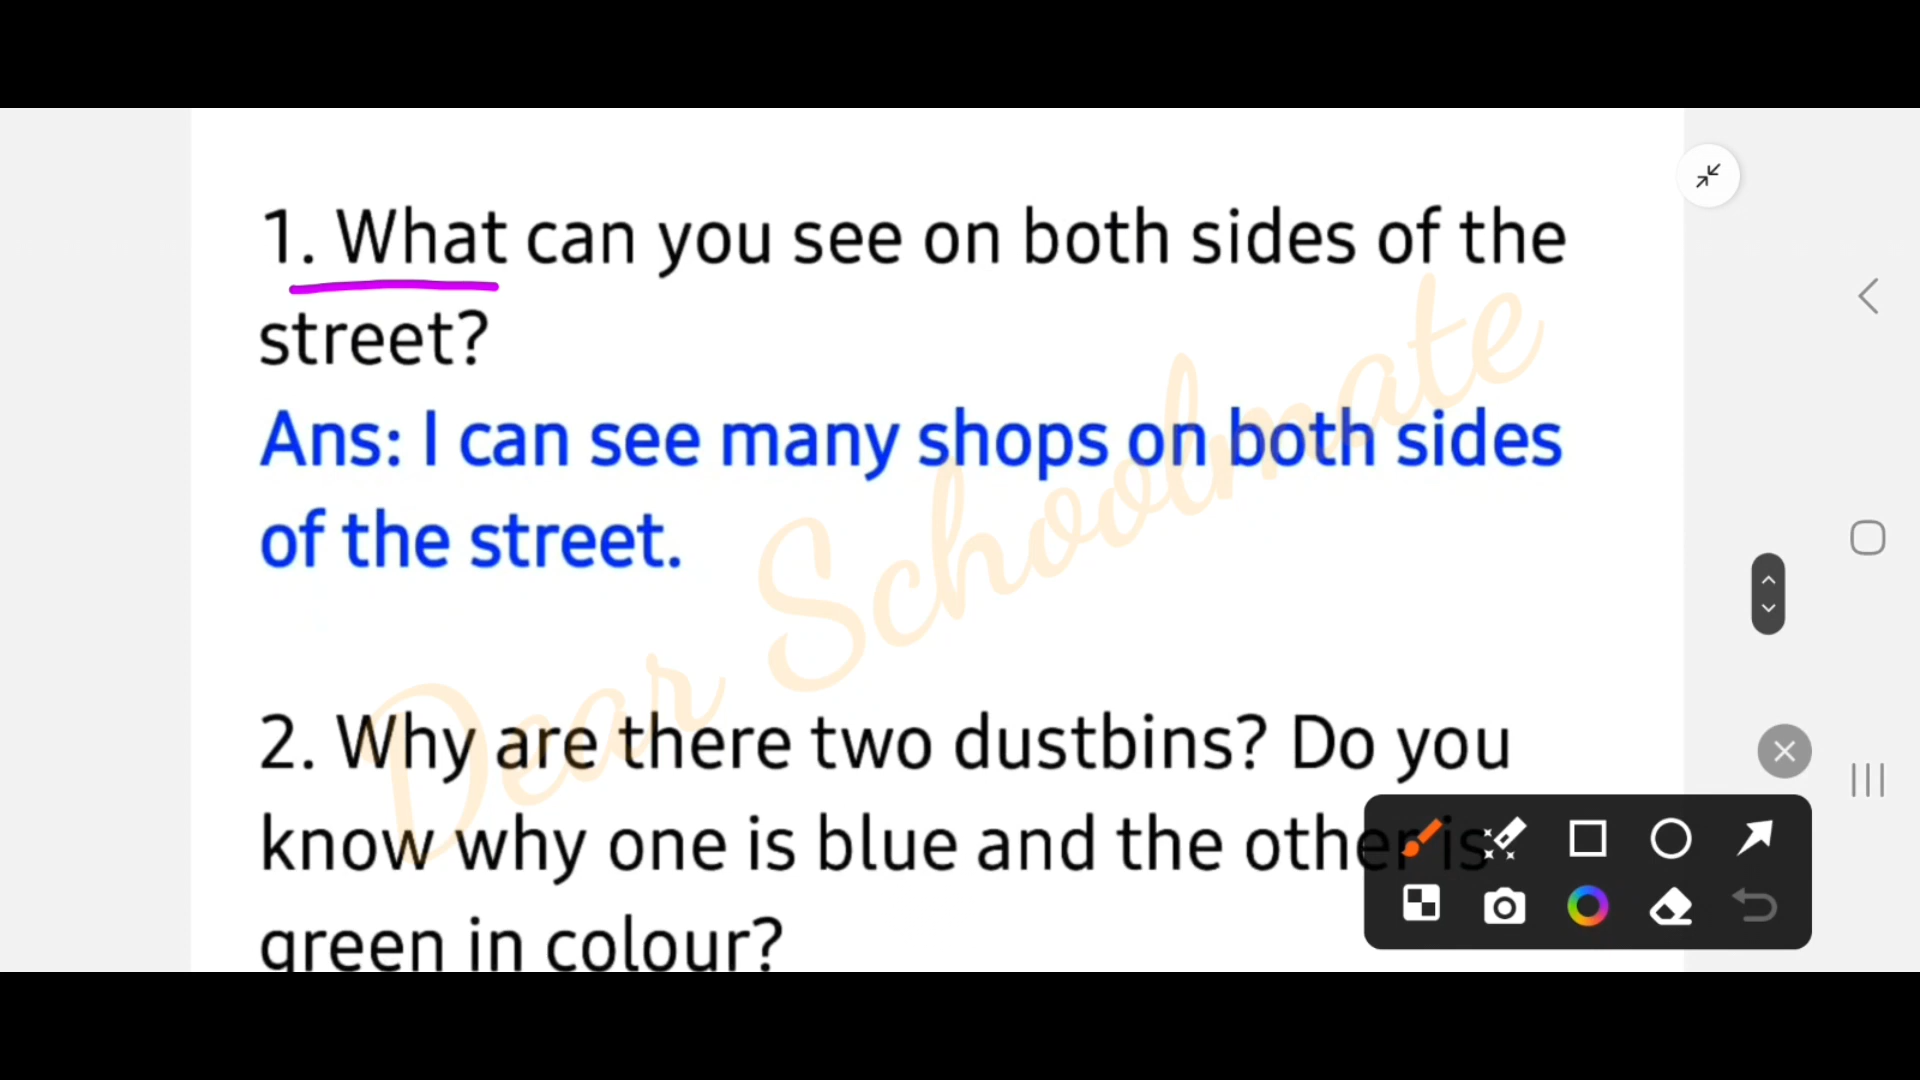 1. What can you see on both sides of the
street?
Ans: I can see many shops on both sides
of the street.
Dear Schoolmate
2. Why are there two dustbins? Do you
know why one is blue and the other is
green in colour?